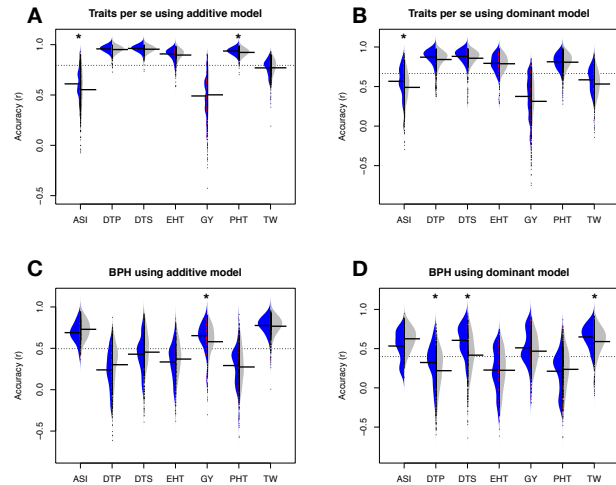 A
Traits per se using additive model
Accuracy (r)
1.0
0.5
0.0
−0.5
*
*
ASI DTP DTS EHT GY PHT TW
B
Traits per se using dominant model
Accuracy (r)
1.0
0.5
0.0
−0.5
*
ASI DTP DTS EHT GY PHT TW
C
BPH using additive model
Accuracy (r)
1.0
0.5
0.0
−0.5
*
ASI DTP DTS EHT GY PHT TW
D
BPH using dominant model
Accuracy (r)
1.0
0.5
0.0
−0.5
* * *
ASI DTP DTS EHT GY PHT TW